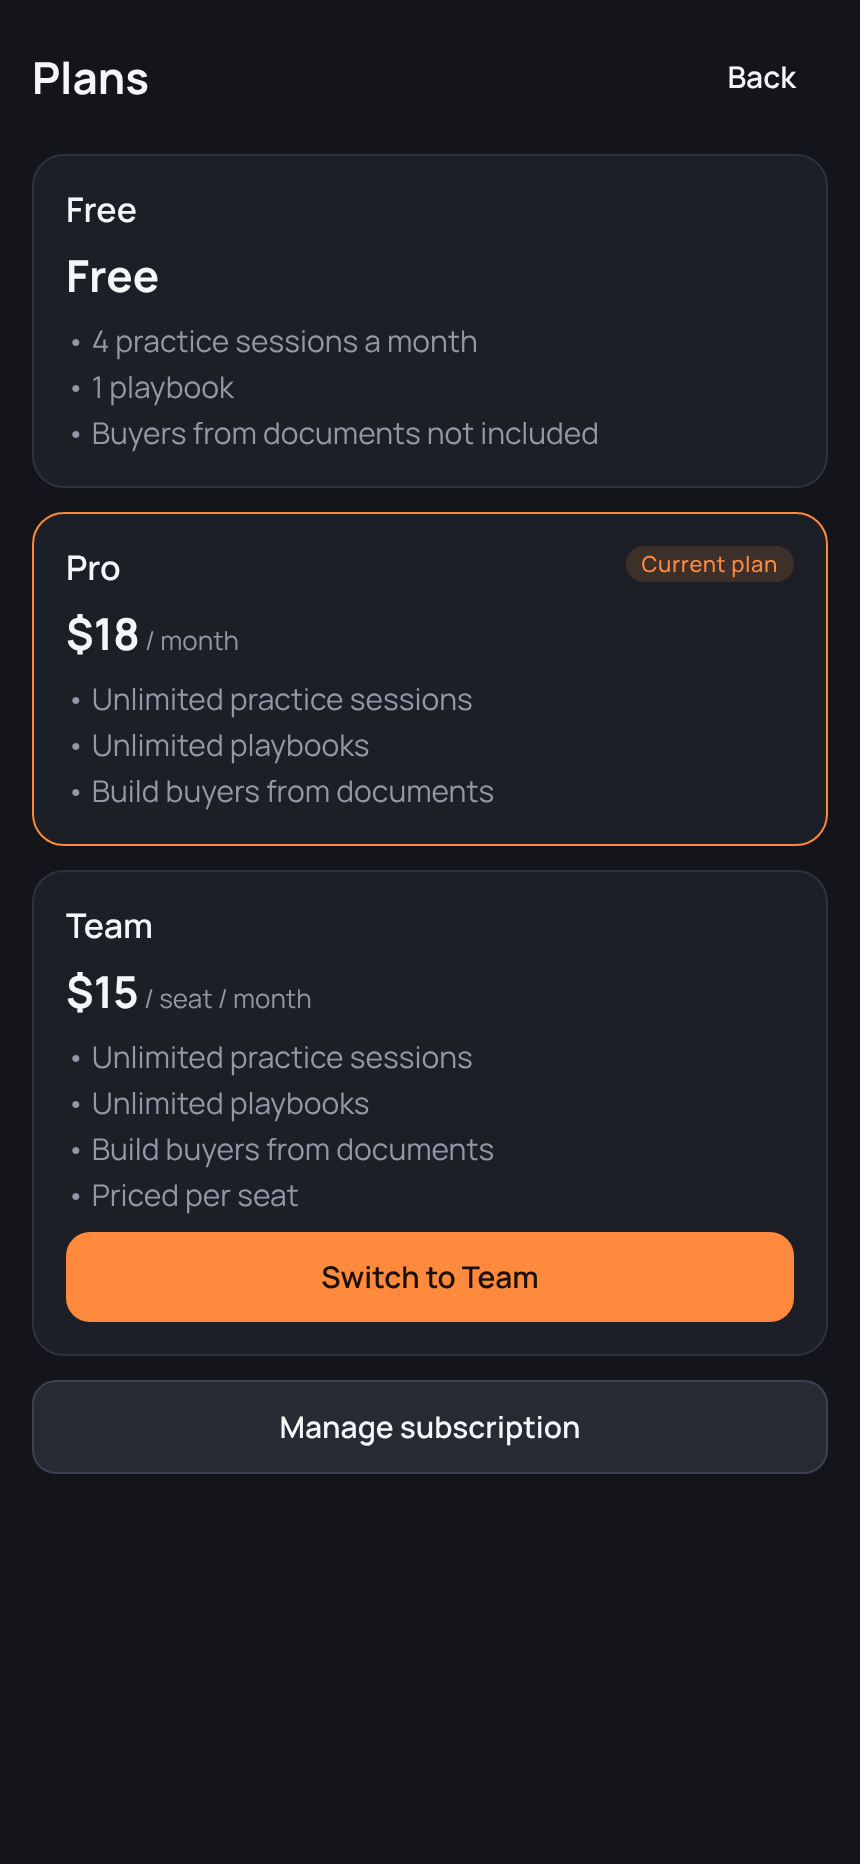 Plans
Back
Free
Free
• 4 practice sessions a month
• 1 playbook
• Buyers from documents not included
Pro
Current plan
$18 / month
• Unlimited practice sessions
• Unlimited playbooks
• Build buyers from documents
Team
$15 / seat / month
• Unlimited practice sessions
• Unlimited playbooks
• Build buyers from documents
• Priced per seat
Switch to Team
Manage subscription